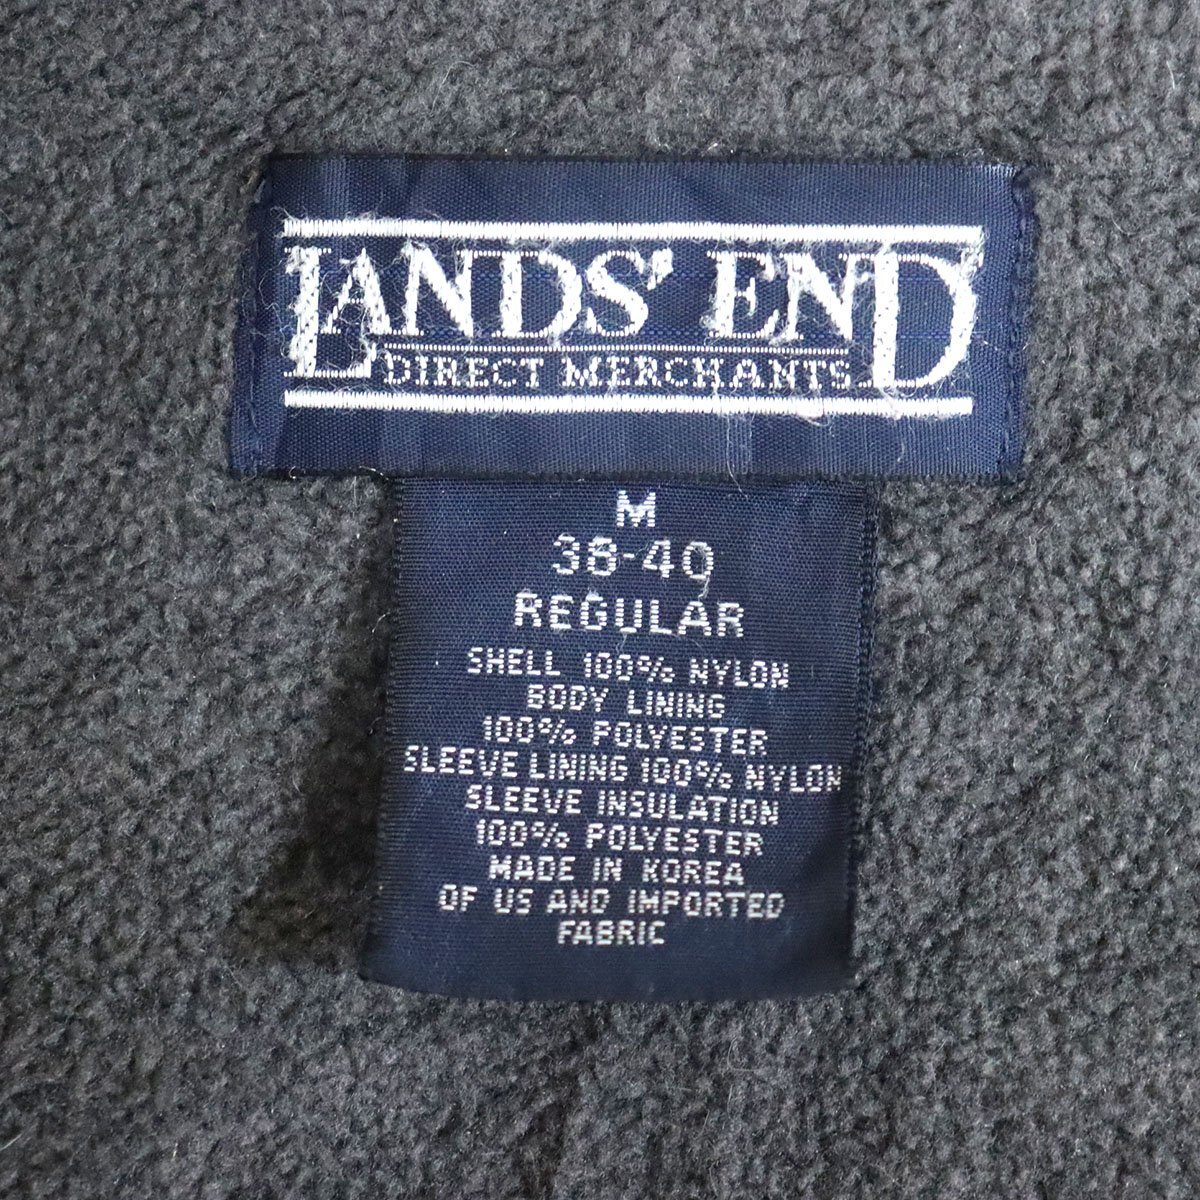 LANDS' END
DIRECT MERCHANTS
M
38-40
REGULAR
SHELL 100% NYLON
BODY LINING
100% POLYESTER
SLEEVE LINING 100% NYLON
SLEEVE INSULATION
100% POLYESTER
MADE IN KOREA
OF US AND IMPORTED
FABRIC